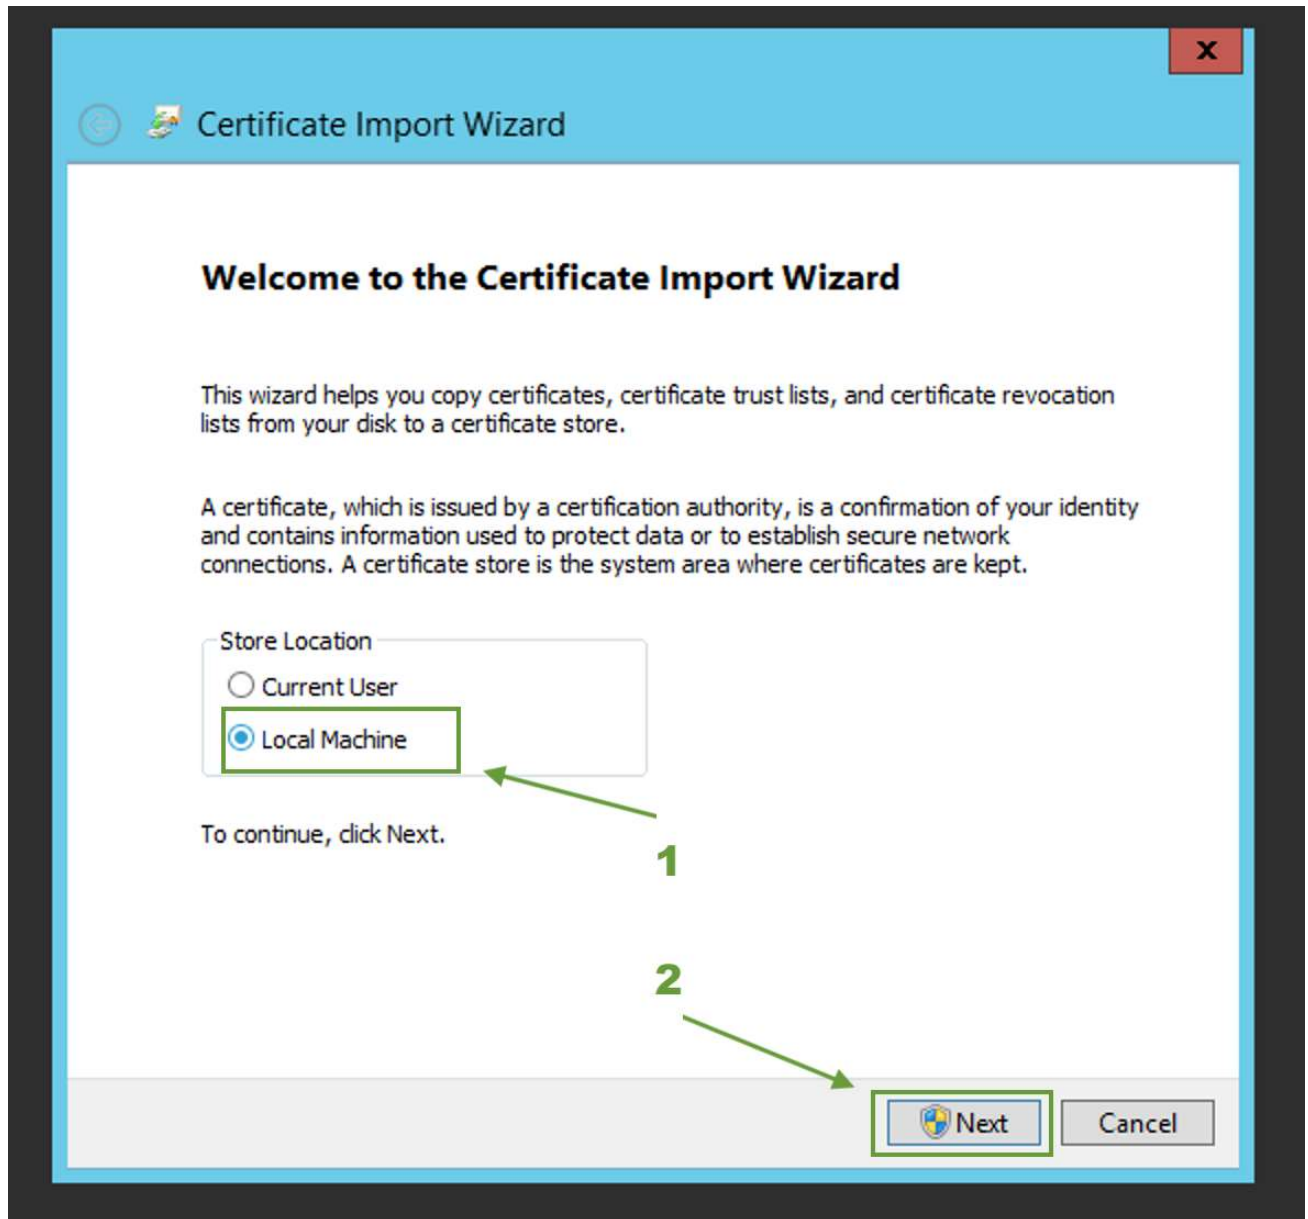 x
Certificate Import Wizard
Welcome to the Certificate Import Wizard
This wizard helps you copy certificates, certificate trust lists, and certificate revocation
lists from your disk to a certificate store.
A certificate, which is issued by a certification authority, is a confirmation of your identity
and contains information used to protect data or to establish secure network
connections. A certificate store is the system area where certificates are kept.
Store Location
Current User
Local Machine
To continue, click Next.
1
2
Next Cancel